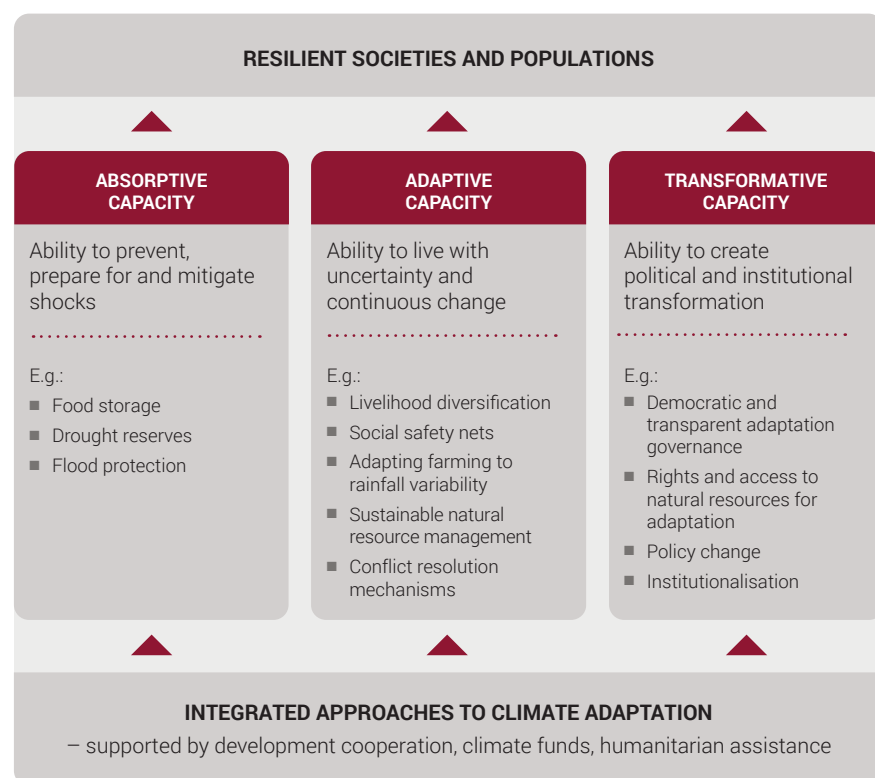 RESILIENT SOCIETIES AND POPULATIONS
ABSORPTIVE
CAPACITY
Ability to prevent,
prepare for and mitigate
shocks
E.g.:
■ Food storage
■ Drought reserves
■ Flood protection
ADAPTIVE
CAPACITY
Ability to live with
uncertainty and
continuous change
E.g.:
■ Livelihood diversification
■ Social safety nets
■ Adapting farming to
rainfall variability
■ Sustainable natural
resource management
■ Conflict resolution
mechanisms
TRANSFORMATIVE
CAPACITY
Ability to create
political and institutional
transformation
E.g.:
■ Democratic and
transparent adaptation
governance
■ Rights and access to
natural resources for
adaptation
■ Policy change
■ Institutionalisation
INTEGRATED APPROACHES TO CLIMATE ADAPTATION
– supported by development cooperation, climate funds, humanitarian assistance